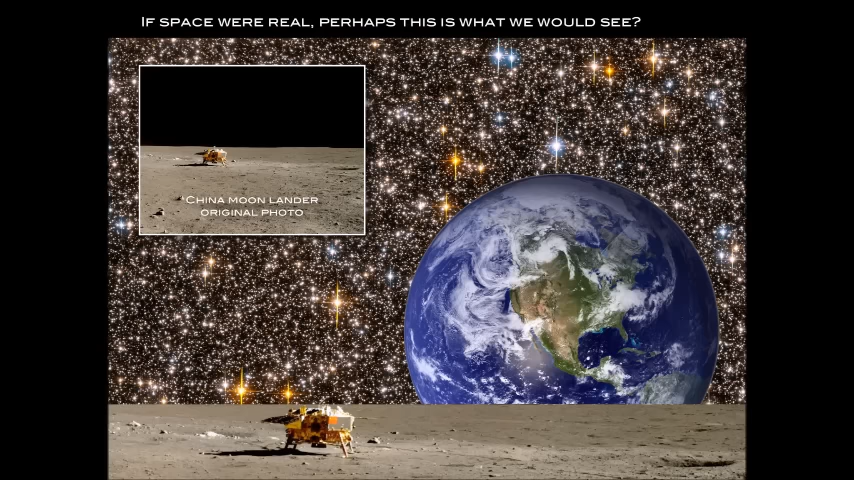 If space were real, perhaps this is what we would see?
*China moon lander
original photo